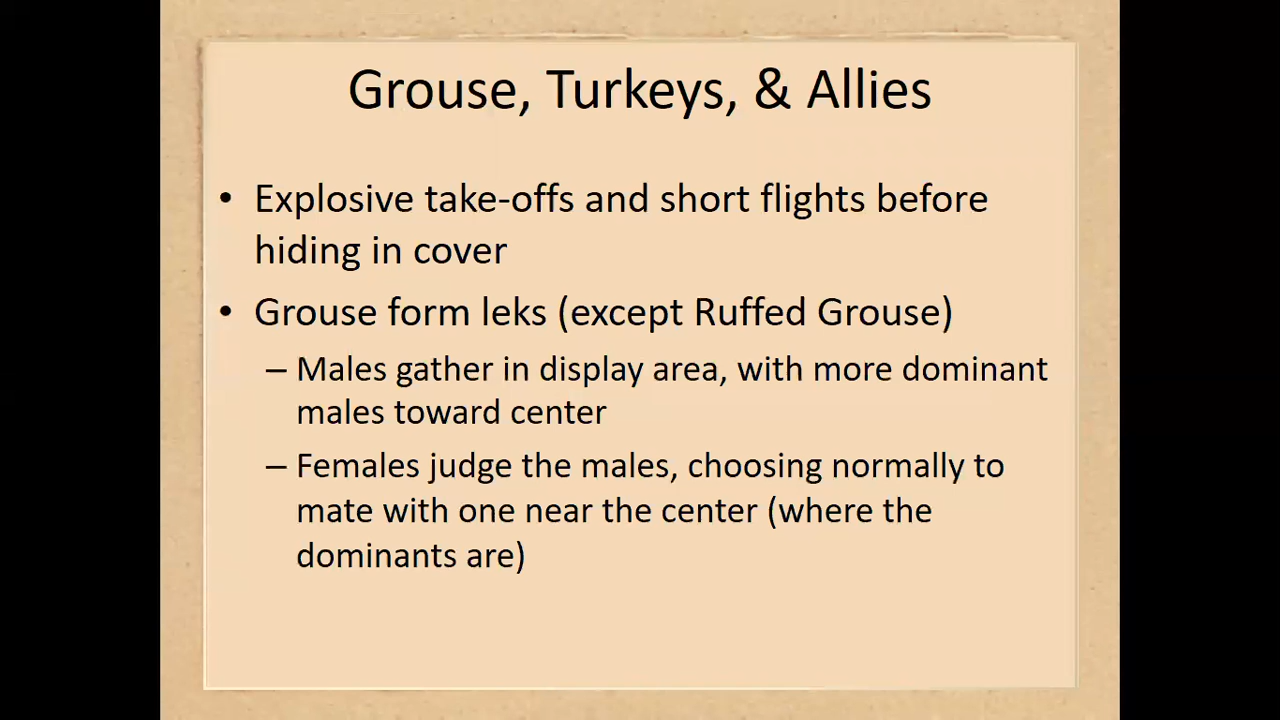 Grouse, Turkeys, & Allies
• Explosive take-offs and short flights before
hiding in cover
• Grouse form leks (except Ruffed Grouse)
– Males gather in display area, with more dominant
males toward center
– Females judge the males, choosing normally to
mate with one near the center (where the
dominants are)